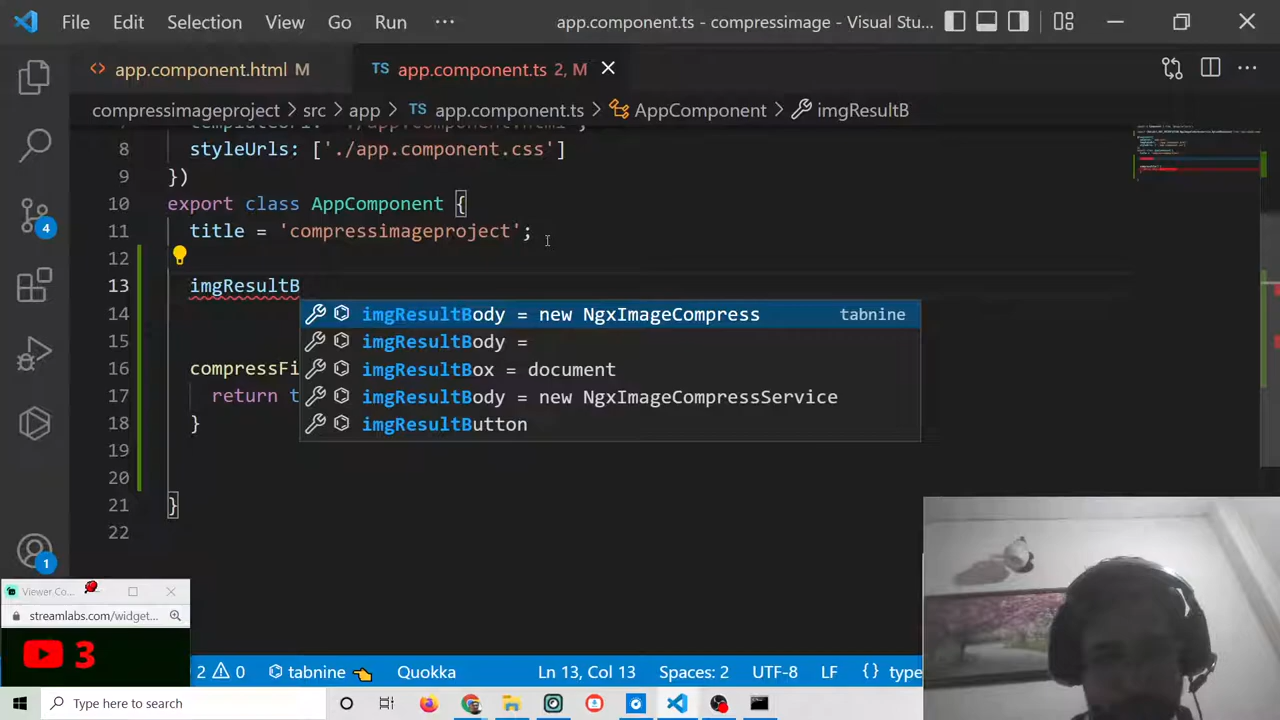 File Edit Selection View Go Run ··· app.component.ts - compressimage - Visual Stu...
app.component.html M
TS app.component.ts 2, M
compressimageproject > src > app > TS app.component.ts > AppComponent > imgResultB
8 styleUrls: ['./app.component.css']
9 })
10 export class AppComponent {
11 title = 'compressimageproject';
12
13 imgResultB
imgResultBody = new NgxImageCompress tabnine
imgResultBody =
imgResultBox = document
imgResultBody = new NgxImageCompressService
imgResultButton
14
15
16 compressFi
17 return t
18 }
19
20
21 }
22
4
1
Viewer Co...
streamlabs.com/widget...
3
2 0 tabnine Quokka Ln 13, Col 13 Spaces: 2 UTF-8 LF {} type
Type here to search